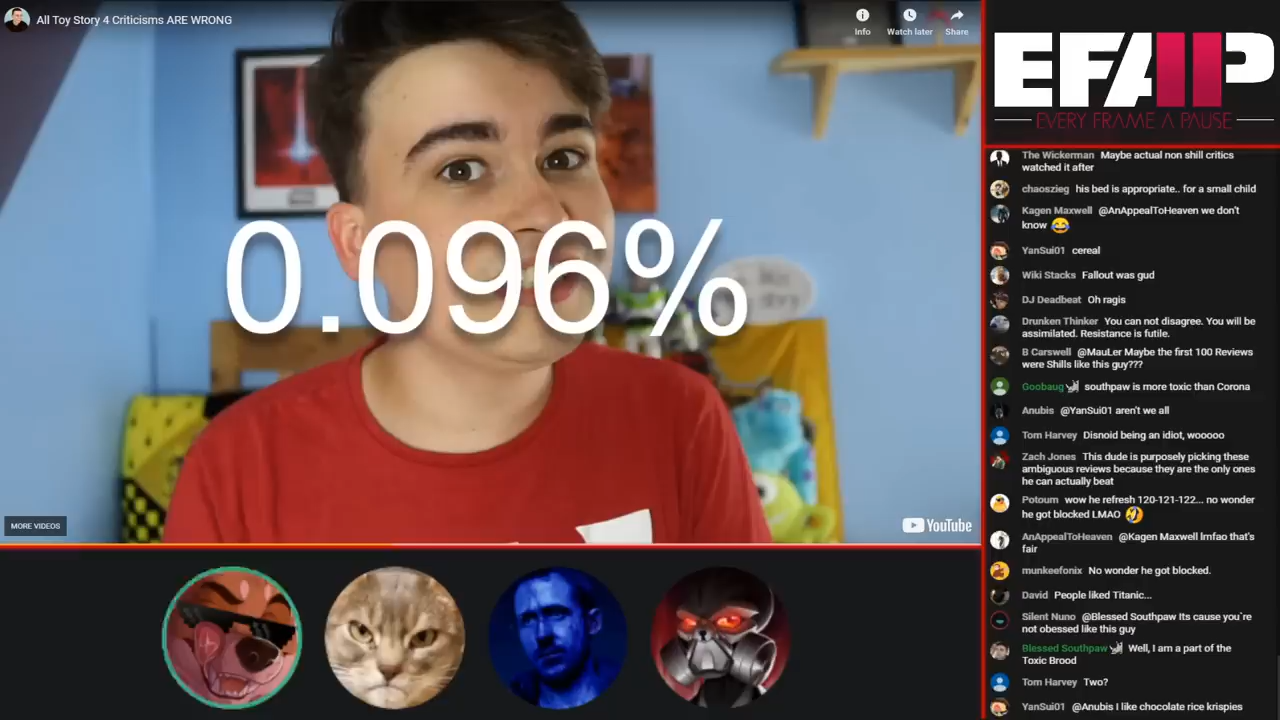 All Toy Story 4 Criticisms ARE WRONG
Info
Watch later
Share
0.096%
MORE VIDEOS
YouTube
EFAP
EVERY FRAME A PAUSE
The Wickerman Maybe actual non shill critics
watched it after
chaoszieg his bed is appropriate.. for a small child
Kagen Maxwell @AnAppealToHeaven we don't
know
YanSui01 cereal
Wiki Stacks Fallout was gud
DJ Deadbeat Oh ragis
Drunken Thinker You can not disagree. You will be
assimilated. Resistance is futile.
B Carswell @MauLer Maybe the first 100 Reviews
were Shills like this guy???
Goobaug southpaw is more toxic than Corona
Anubis @YanSui01 aren't we all
Tom Harvey Disnoid being an idiot, wooooo
Zach Jones This dude is purposely picking these
ambiguous reviews because they are the only ones
he can actually beat
Potoum wow he refresh 120-121-122... no wonder
he got blocked LMAO
AnAppealToHeaven @Kagen Maxwell lmfao that's
fair
munkeefonix No wonder he got blocked.
David People liked Titanic...
Silent Nuno @Blessed Southpaw Its cause you`re
not obessed like this guy
Blessed Southpaw Well, I am a part of the
Toxic Brood
Tom Harvey Two?
YanSui01 @Anubis I like chocolate rice krispies